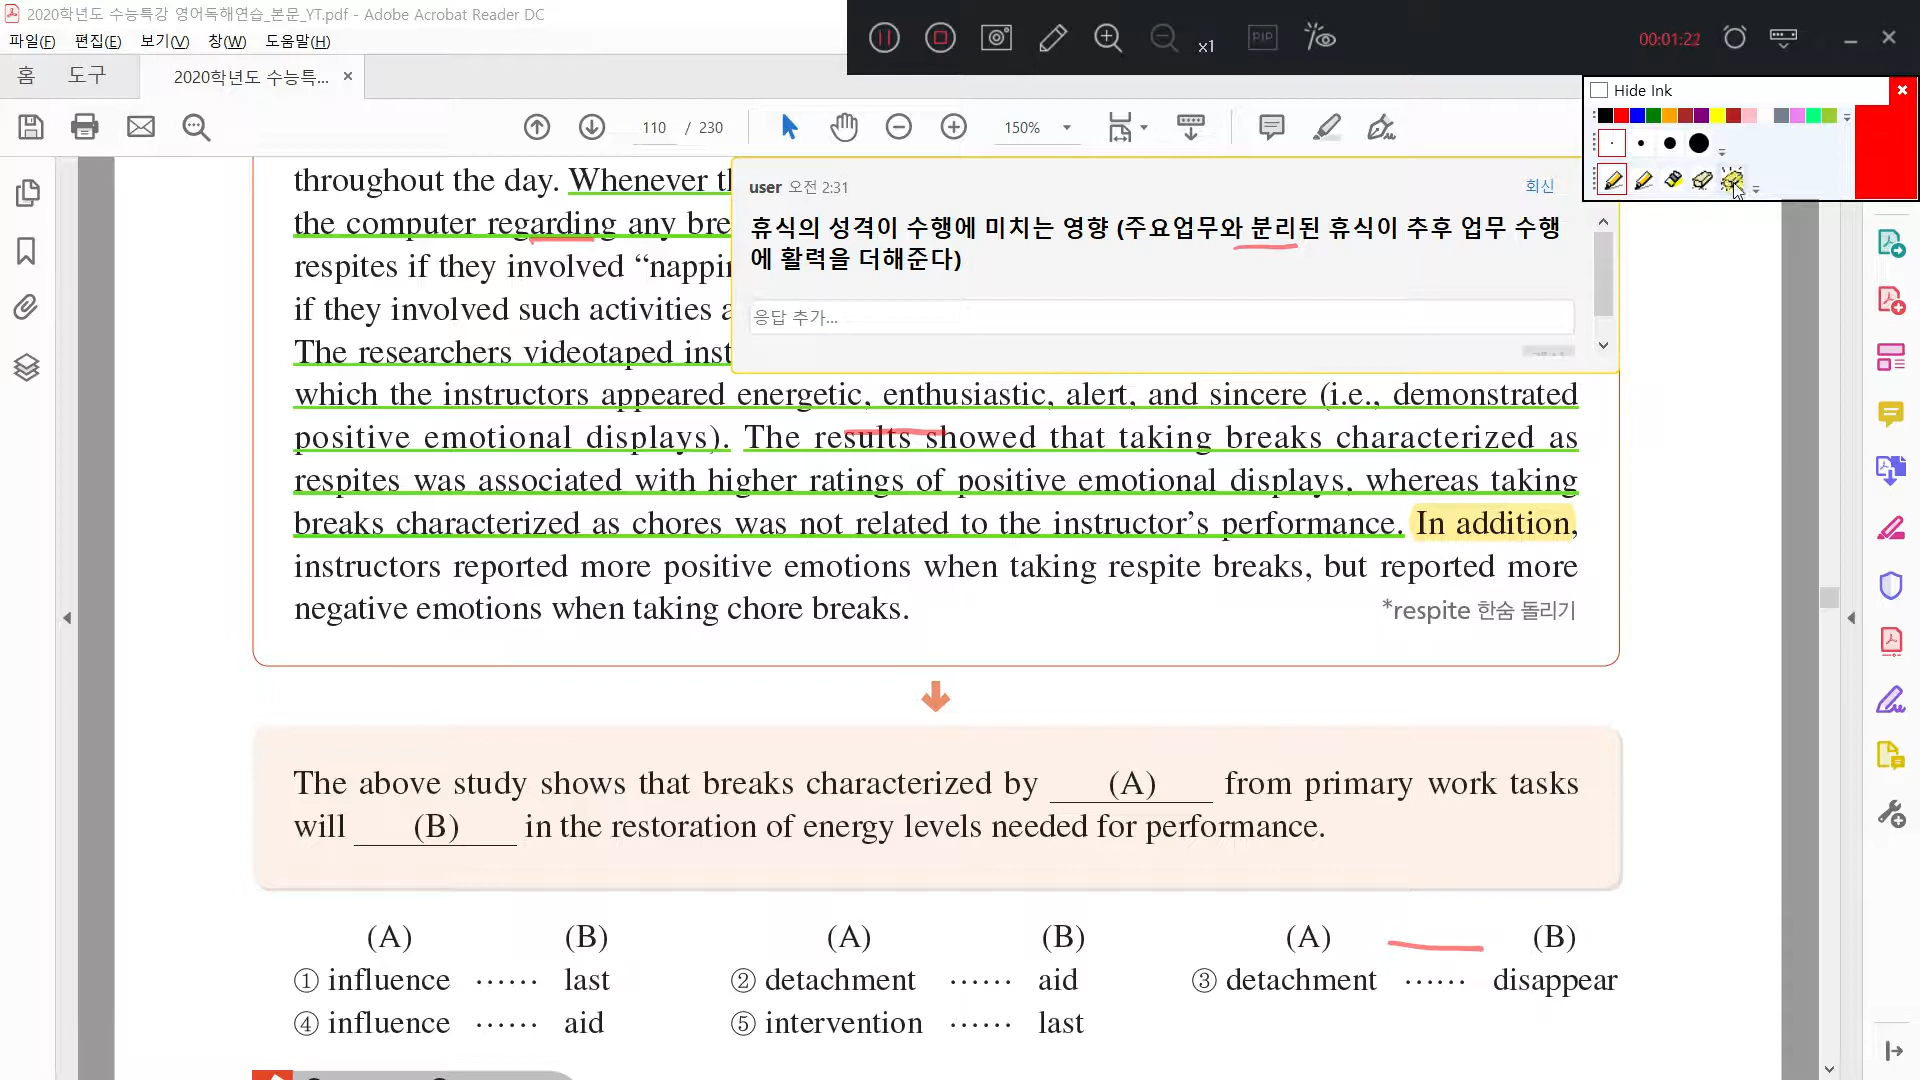 2020학년도 수능특강 영어독해연습_본문_YT.pdf - Adobe Acrobat Reader DC
파일(F) 편집(E) 보기(V) 창(W) 도움말(H)
x1
PIP
00:01:22
홈 도구 2020학년도 수능특...
Hide Ink
110 / 230
150%
throughout the day. Whenever
the computer regarding any
respites if they involved
if they involved such activities
The researchers videotaped
user 오전 2:31
회신
휴식의 성격이 수행에 미치는 영향 (주요업무와 분리된 휴식이 추후 업무 수행
에 활력을 더해준다)
응답 추가...
which the instructors appeared energetic, enthusiastic, alert, and sincere (i.e., demonstrated
positive emotional displays). The results showed that taking breaks characterized as
respites was associated with higher ratings of positive emotional displays, whereas taking
breaks characterized as chores was not related to the instructor's performance. In addition,
instructors reported more positive emotions when taking respite breaks, but reported more
negative emotions when taking chore breaks.
*respite 한숨 돌리기
The above study shows that breaks characterized by (A) from primary work tasks
will (B) in the restoration of energy levels needed for performance.
(A) (B) (A) (B) (A) (B)
① influence ...... last ② detachment ...... aid ③ detachment ...... disappear
④ influence ...... aid ⑤ intervention ...... last